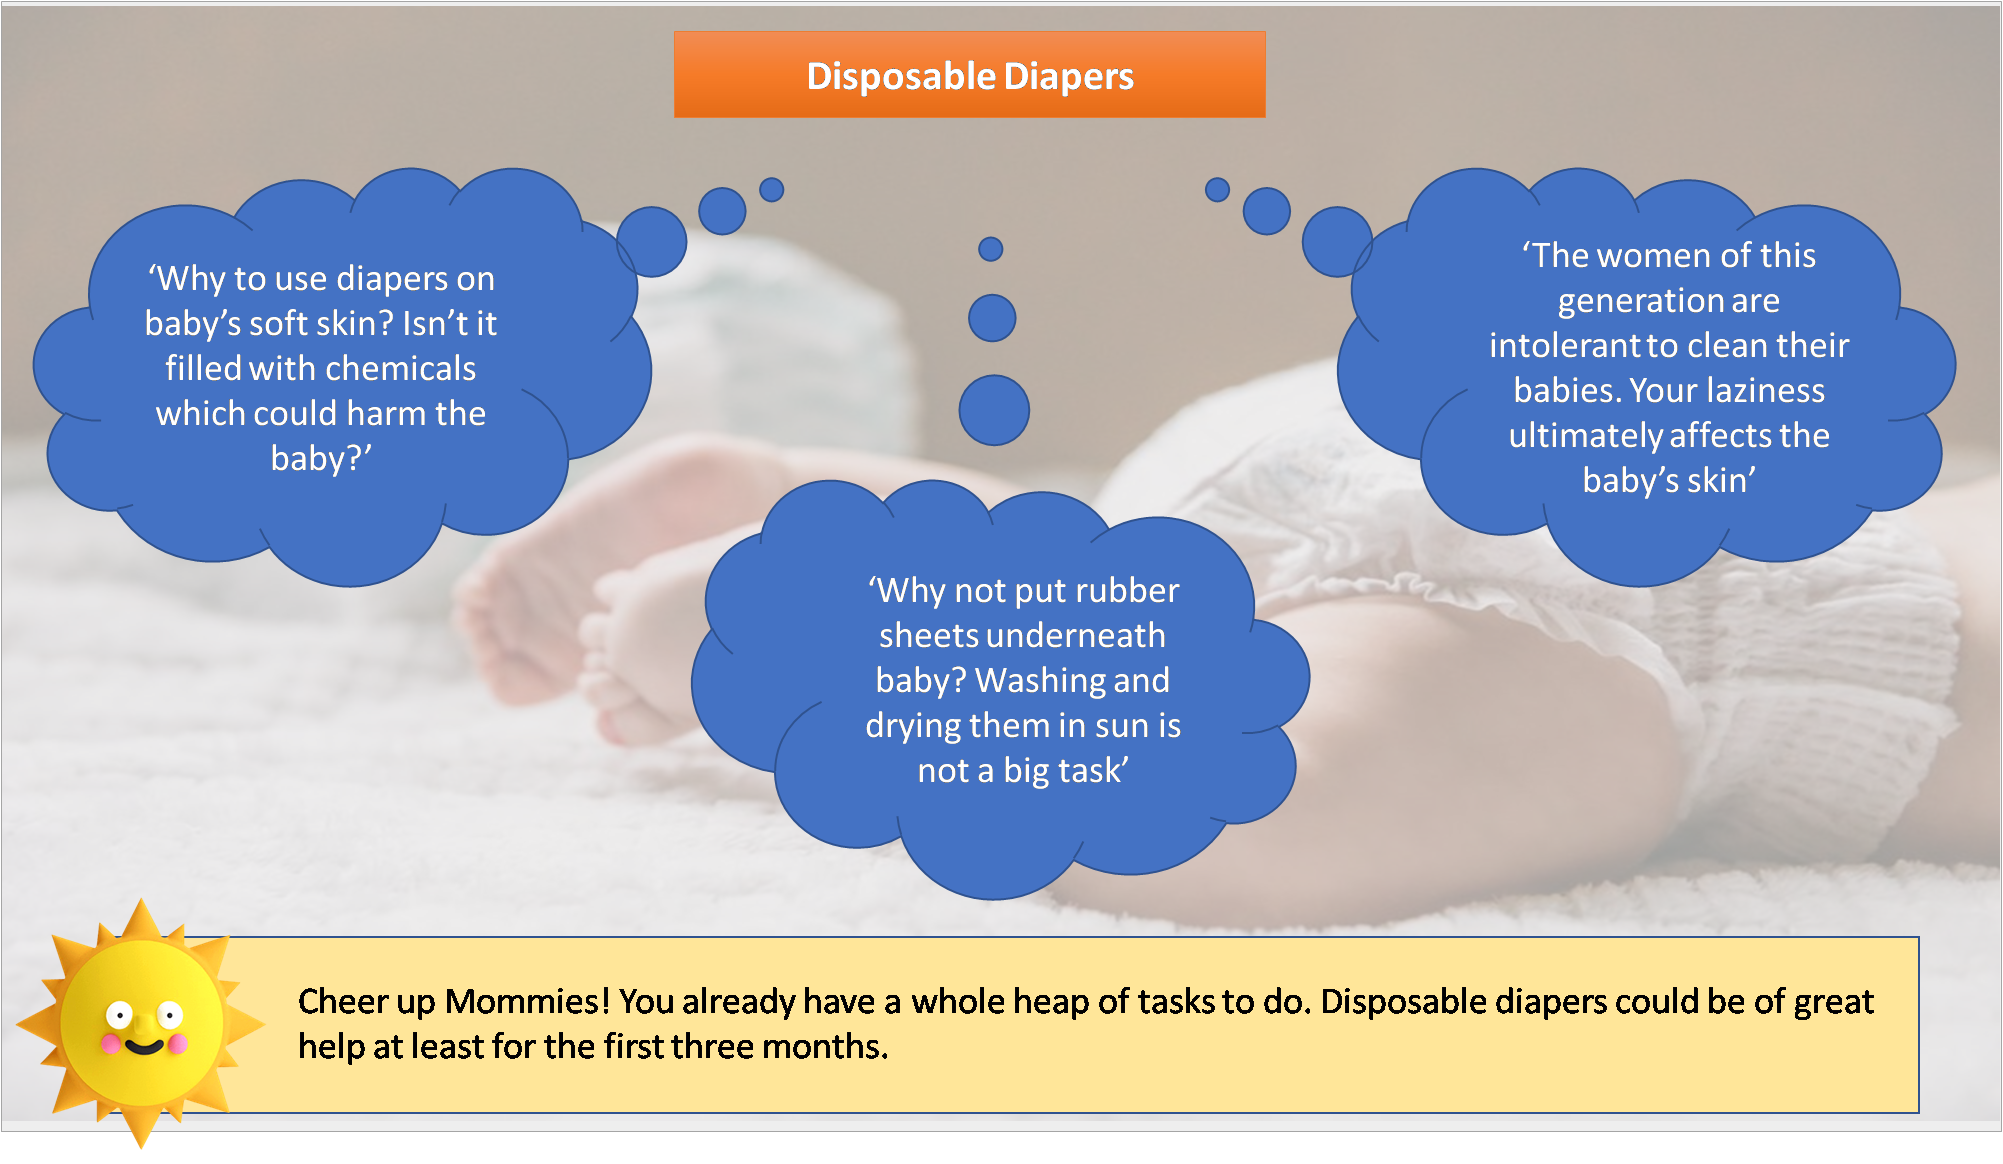 Disposable Diapers
‘Why to use diapers on
baby’s soft skin? Isn’t it
filled with chemicals
which could harm the
baby?’
‘Why not put rubber
sheets underneath
baby? Washing and
drying them in sun is
not a big task’
‘The women of this
generation are
intolerant to clean their
babies. Your laziness
ultimately affects the
baby’s skin’
Cheer up Mommies! You already have a whole heap of tasks to do. Disposable diapers could be of great
help at least for the first three months.